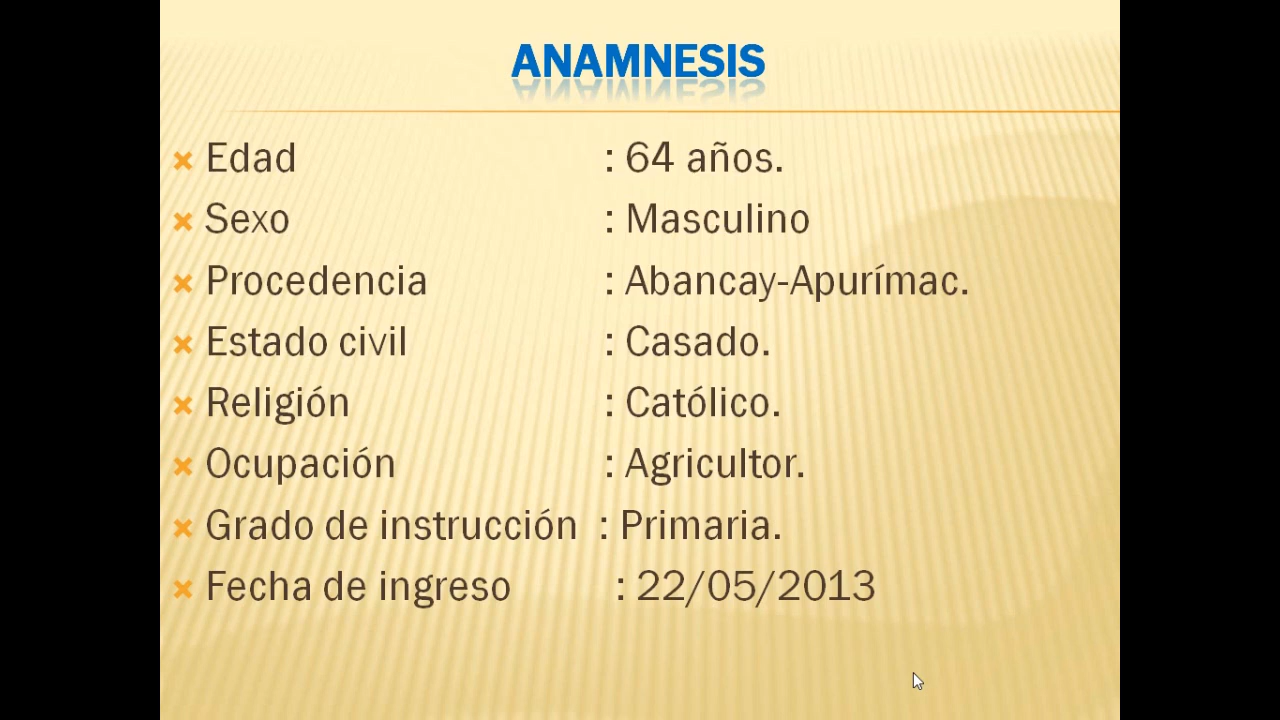 ANAMNESIS
Edad : 64 años.
Sexo : Masculino
Procedencia : Abancay-Apurímac.
Estado civil : Casado.
Religión : Católico.
Ocupación : Agricultor.
Grado de instrucción : Primaria.
Fecha de ingreso : 22/05/2013